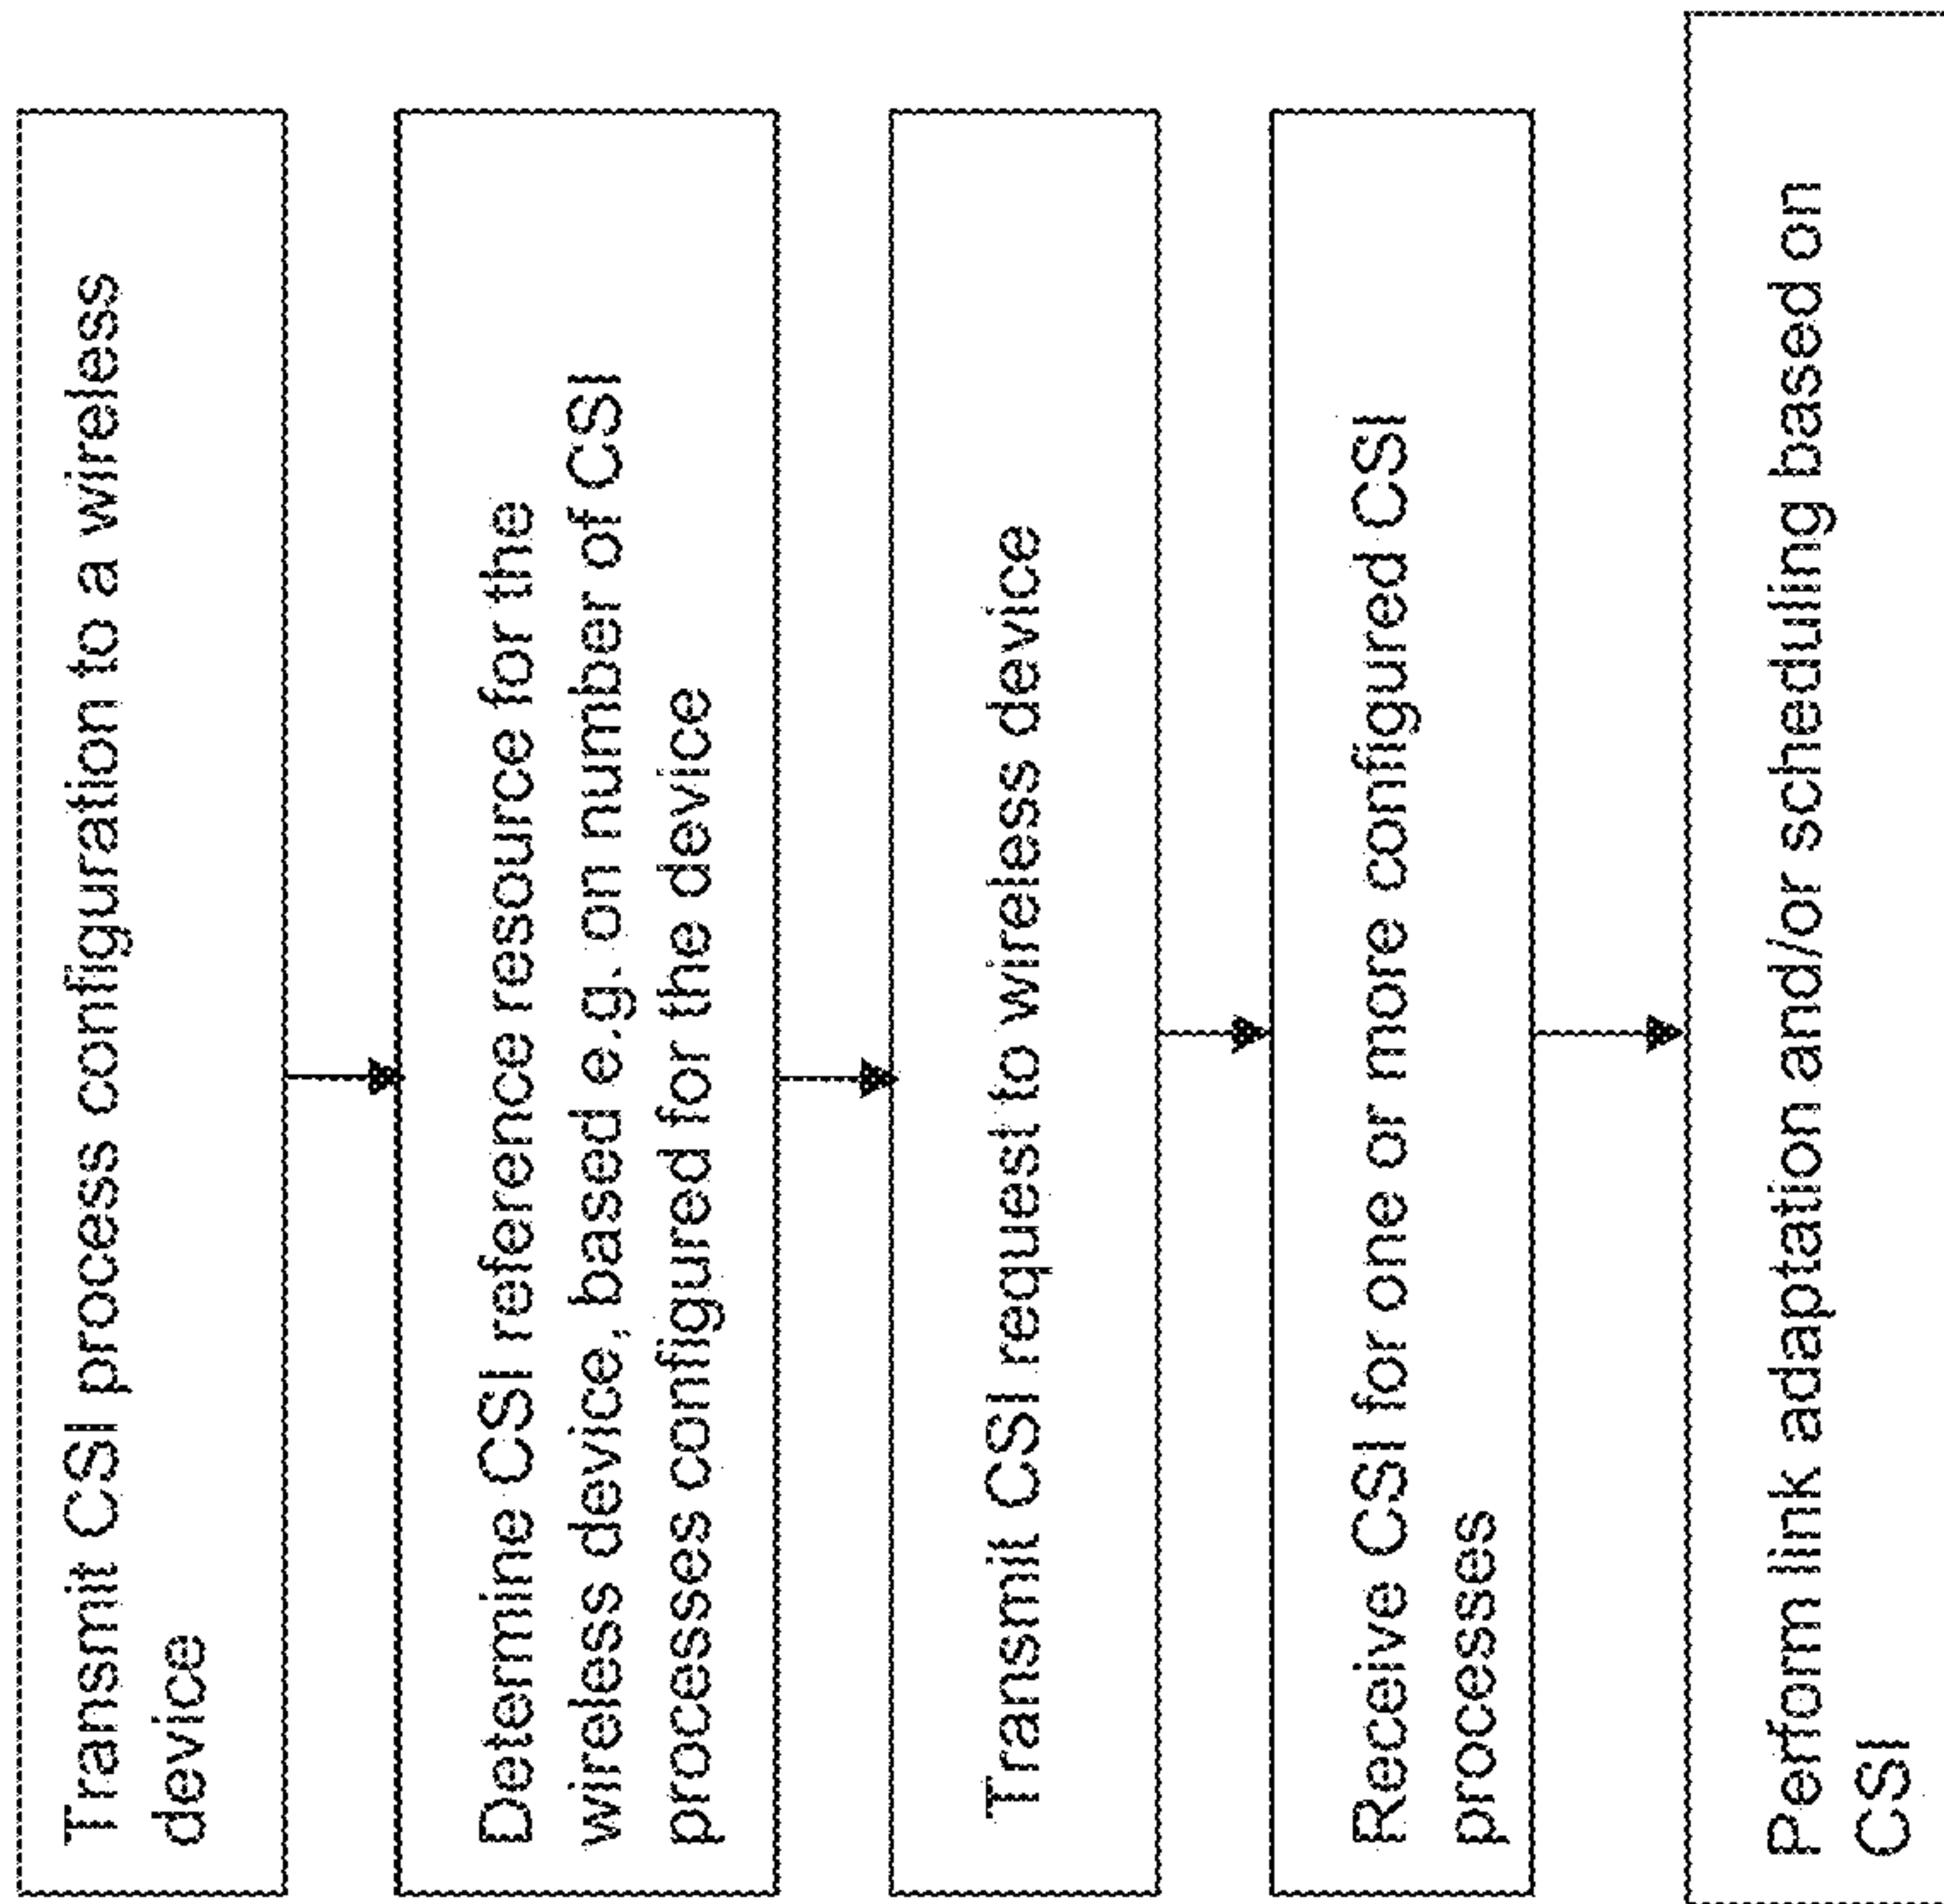 Transmit CSI process configuration to a wireless
device
Determine CSI reference resource for the
wireless device, based e.g. on number of CSI
processes configured for the device
Transmit CSI request to wireless device
Receive CSI for one or more configured CSI
processes
Perform link adaptation and/or scheduling based on
CSI